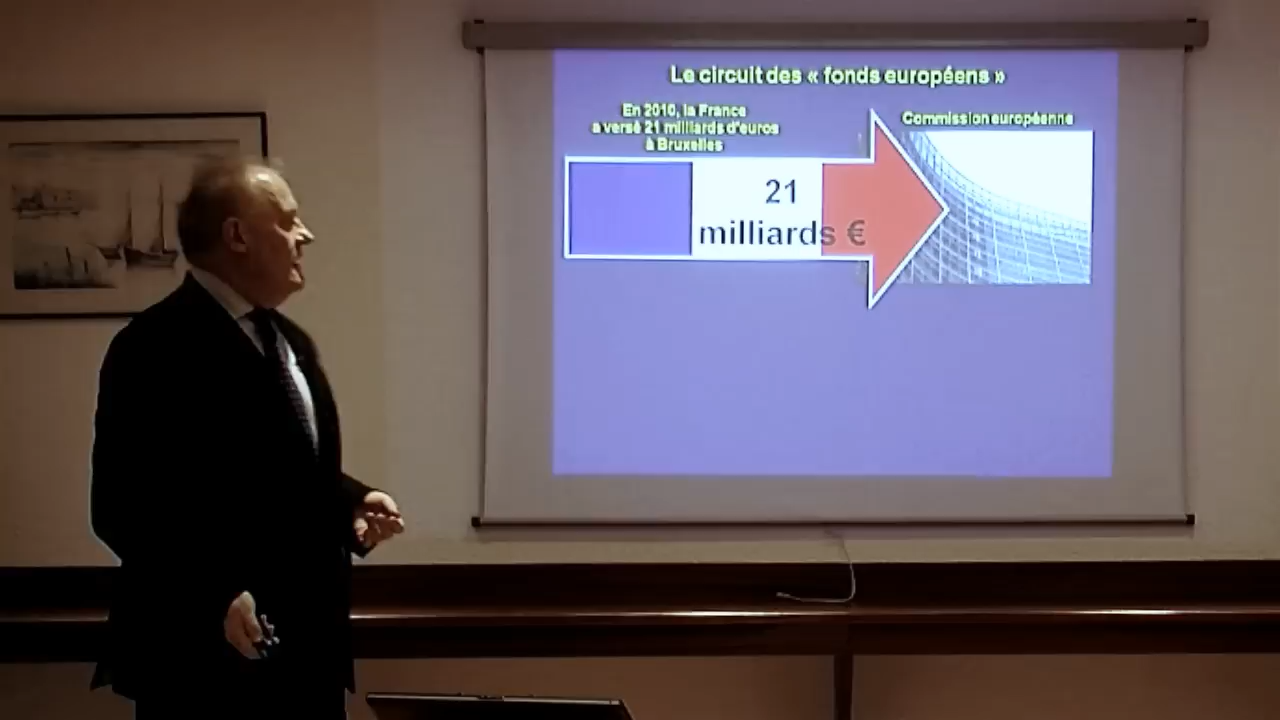 Le circuit des « fonds européens »
En 2010, la France
a versé 21 milliards d'euros
à Bruxelles
Commission européenne
21
milliards €